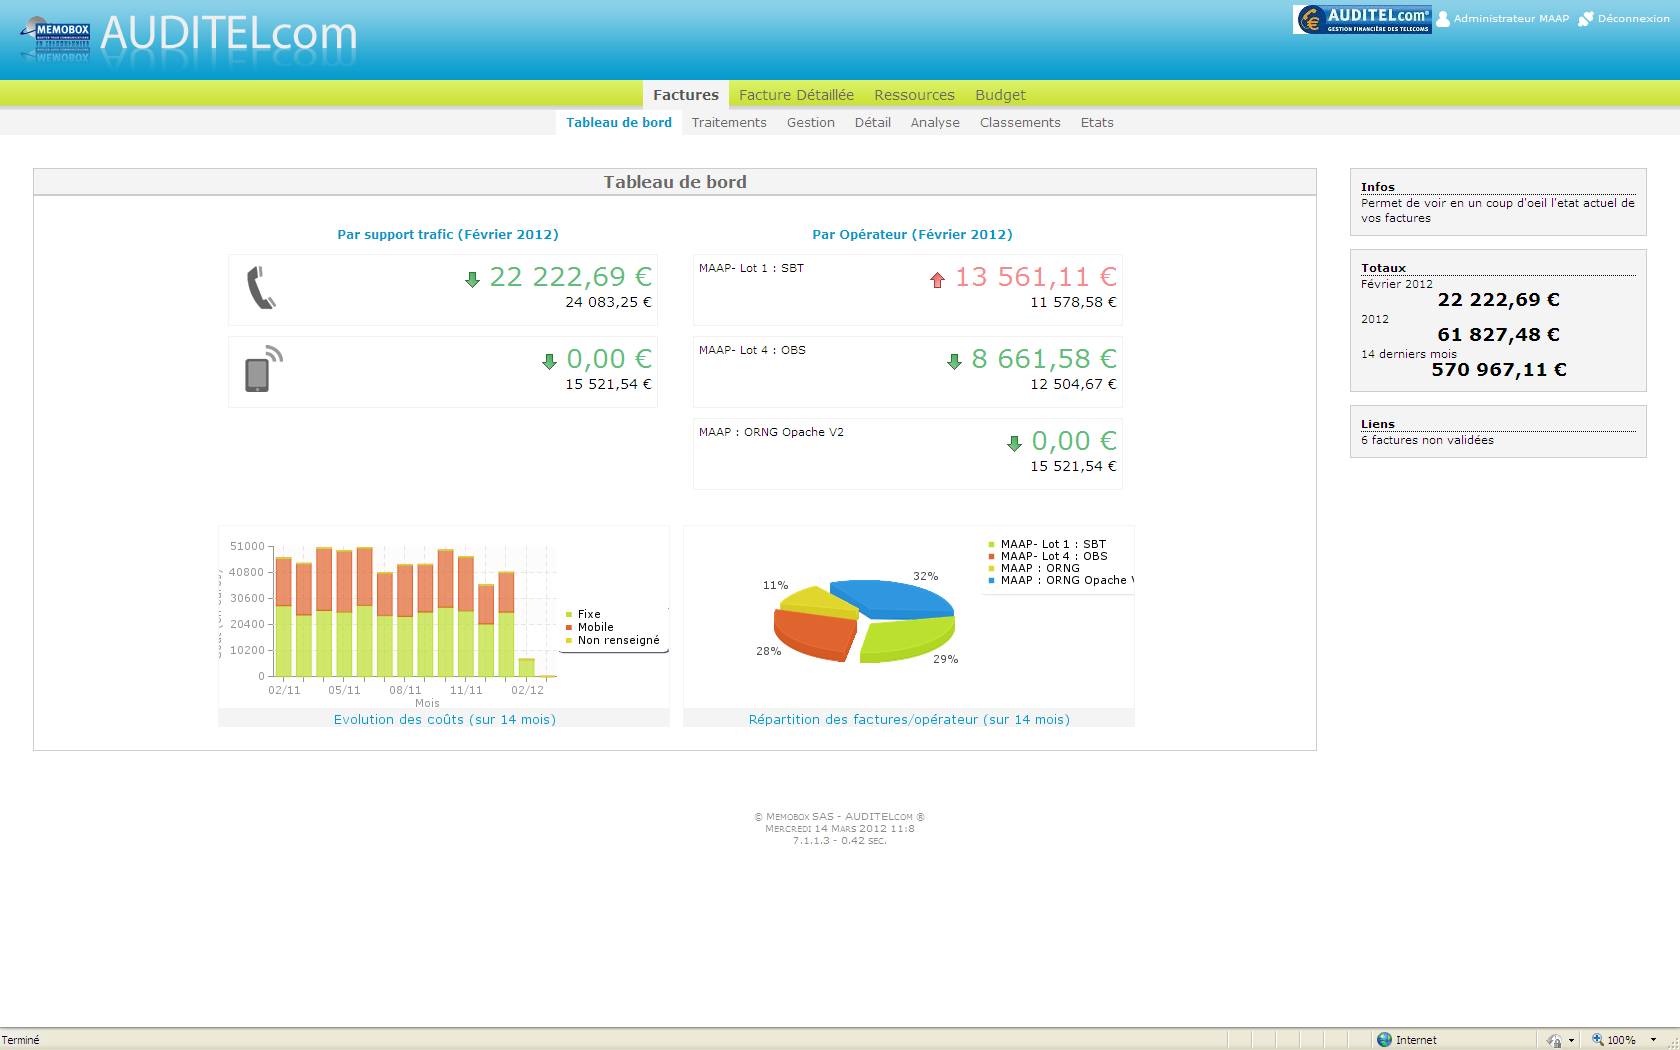 MEMOBOX
AUDITELcom
AUDITELcom®
GESTION FINANCIÈRE DES TELECOMS
Administrateur MAAP
Déconnexion
Factures
Facture Détaillée
Ressources
Budget
Tableau de bord
Traitements
Gestion
Détail
Analyse
Classements
Etats
Tableau de bord
Par support trafic (Février 2012)
22 222,69 €
24 083,25 €
0,00 €
15 521,54 €
Par Opérateur (Février 2012)
MAAP- Lot 1 : SBT
13 561,11 €
11 578,58 €
MAAP- Lot 4 : OBS
8 661,58 €
12 504,67 €
MAAP : ORNG Opache V2
0,00 €
15 521,54 €
51000
40800
30600
20400
10200
0
02/11
05/11
08/11
11/11
02/12
Mois
Fixe
Mobile
Non renseigné
Evolution des coûts (sur 14 mois)
32%
11%
28%
29%
MAAP- Lot 1 : SBT
MAAP- Lot 4 : OBS
MAAP : ORNG
MAAP : ORNG Opache
Répartition des factures/opérateur (sur 14 mois)
Infos
Permet de voir en un coup d'oeil l'etat actuel de
vos factures
Totaux
Février 2012
22 222,69 €
2012
61 827,48 €
14 derniers mois
570 967,11 €
Liens
6 factures non validées
© Memobox SAS - AUDITELcom ®
Mercredi 14 Mars 2012 11:8
7.1.1.3 - 0.42 sec.
Terminé
Internet
100%